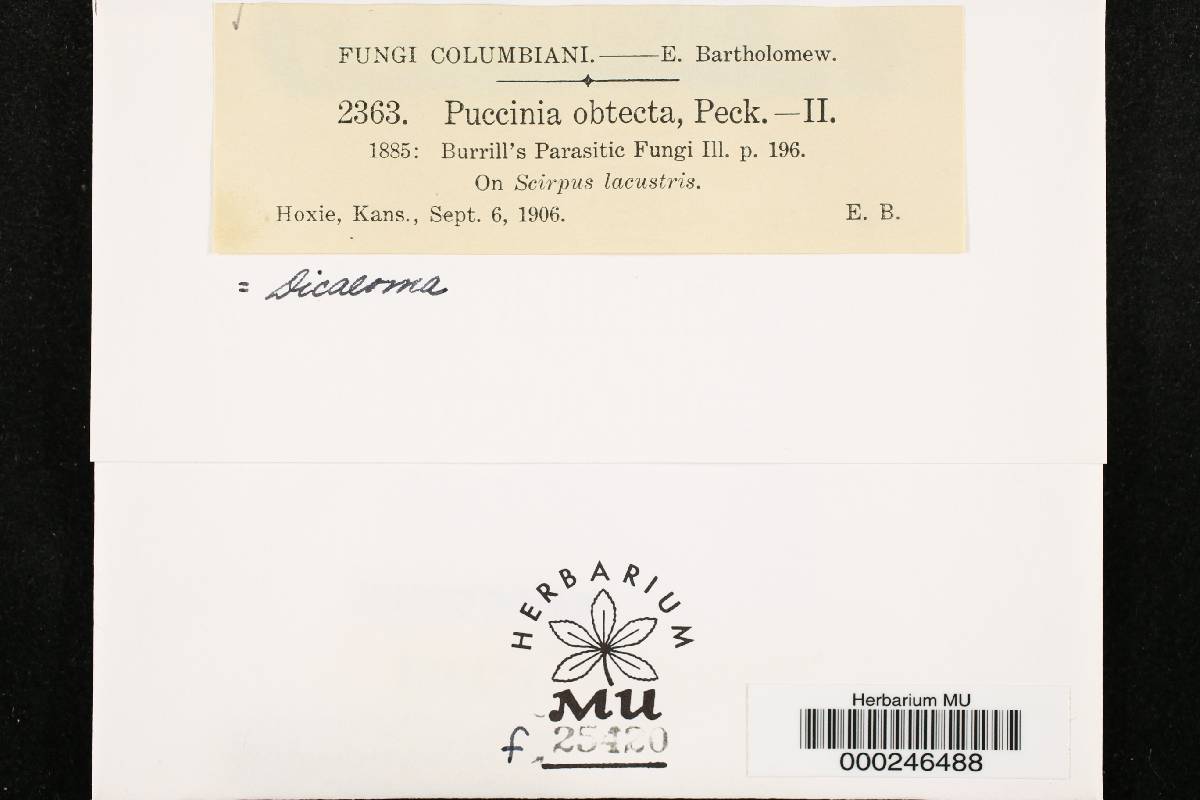 FUNGI COLUMBIANI.——E. Bartholomew.
2363. Puccinia obtecta, Peck.—II.
1885: Burrill's Parasitic Fungi Ill. p. 196.
On Scirpus lacustris.
Hoxie, Kans., Sept. 6, 1906. E. B.
= Dicaeoma
HERBARIUM
MU
f 25420
Herbarium MU
000246488